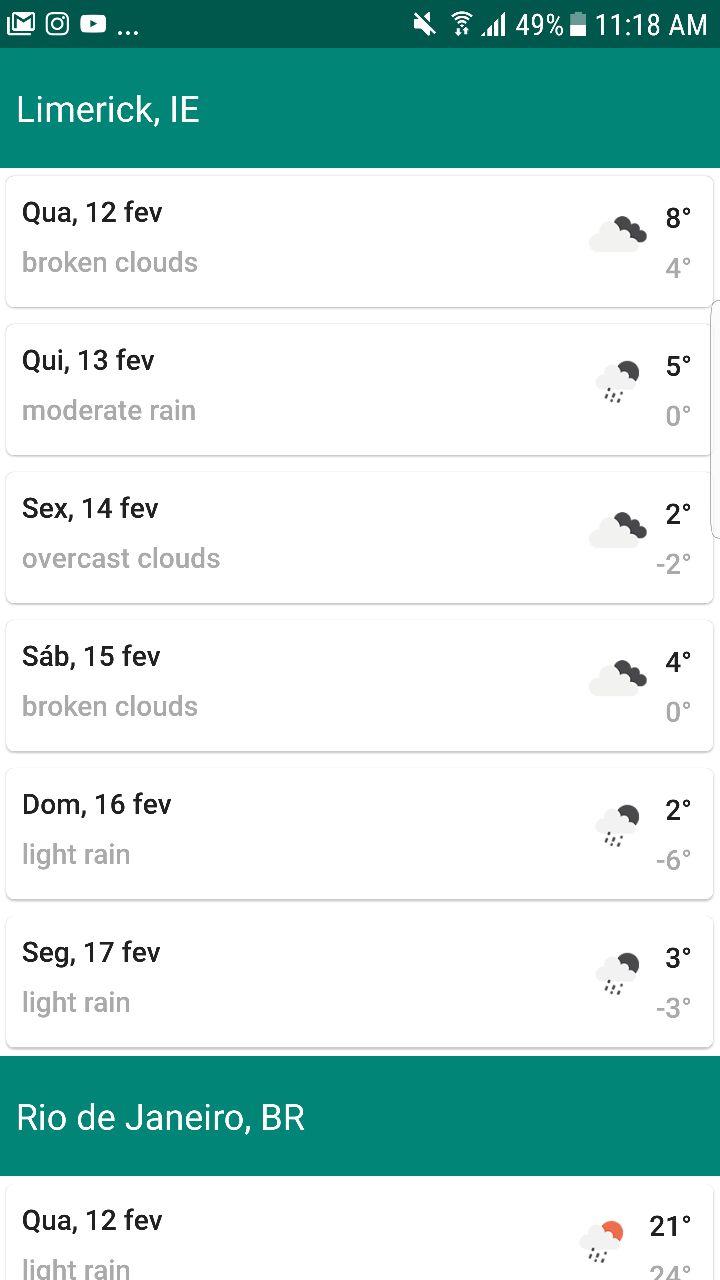 ... 49% 11:18 AM
Limerick, IE
Qua, 12 fev 8°
broken clouds 4°
Qui, 13 fev 5°
moderate rain 0°
Sex, 14 fev 2°
overcast clouds -2°
Sáb, 15 fev 4°
broken clouds 0°
Dom, 16 fev 2°
light rain -6°
Seg, 17 fev 3°
light rain -3°
Rio de Janeiro, BR
Qua, 12 fev 21°
light rain 24°